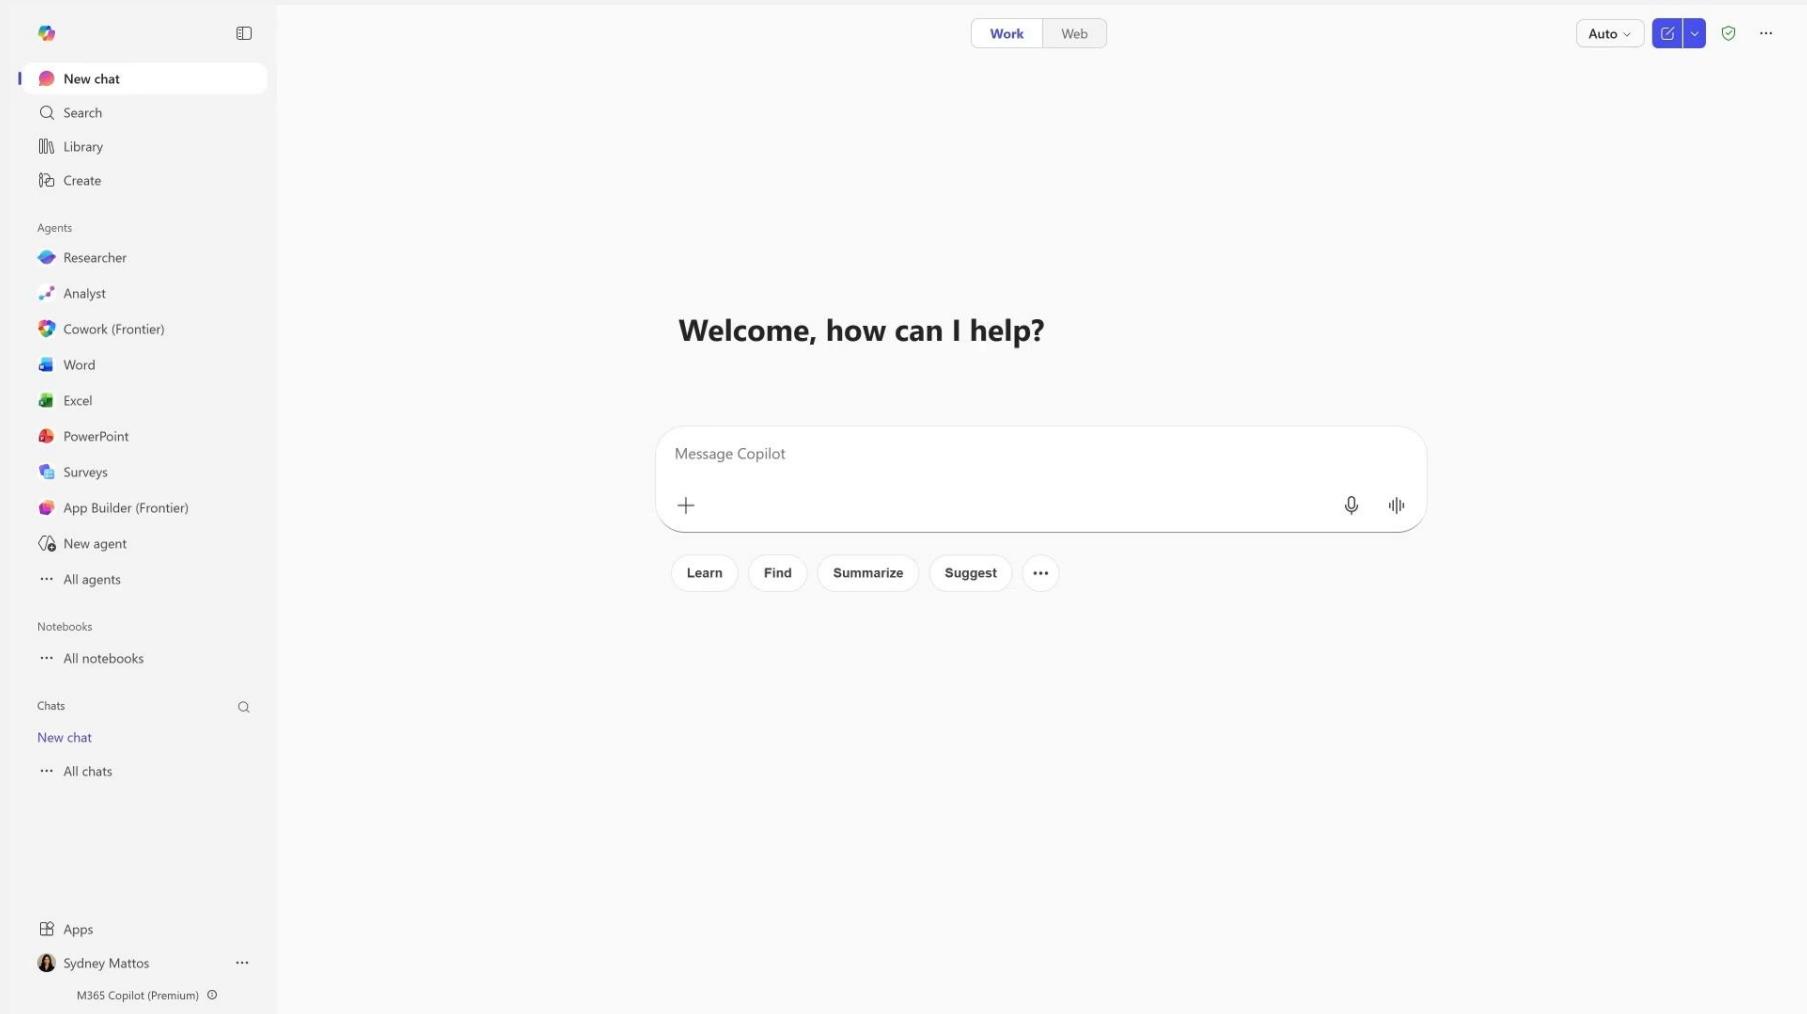 Work
Web
Auto
New chat
Search
Library
Create
Agents
Researcher
Analyst
Cowork (Frontier)
Word
Excel
PowerPoint
Surveys
App Builder (Frontier)
New agent
All agents
Notebooks
All notebooks
Chats
New chat
All chats
Apps
Sydney Mattos
M365 Copilot (Premium)
Welcome, how can I help?
Message Copilot
Learn
Find
Summarize
Suggest